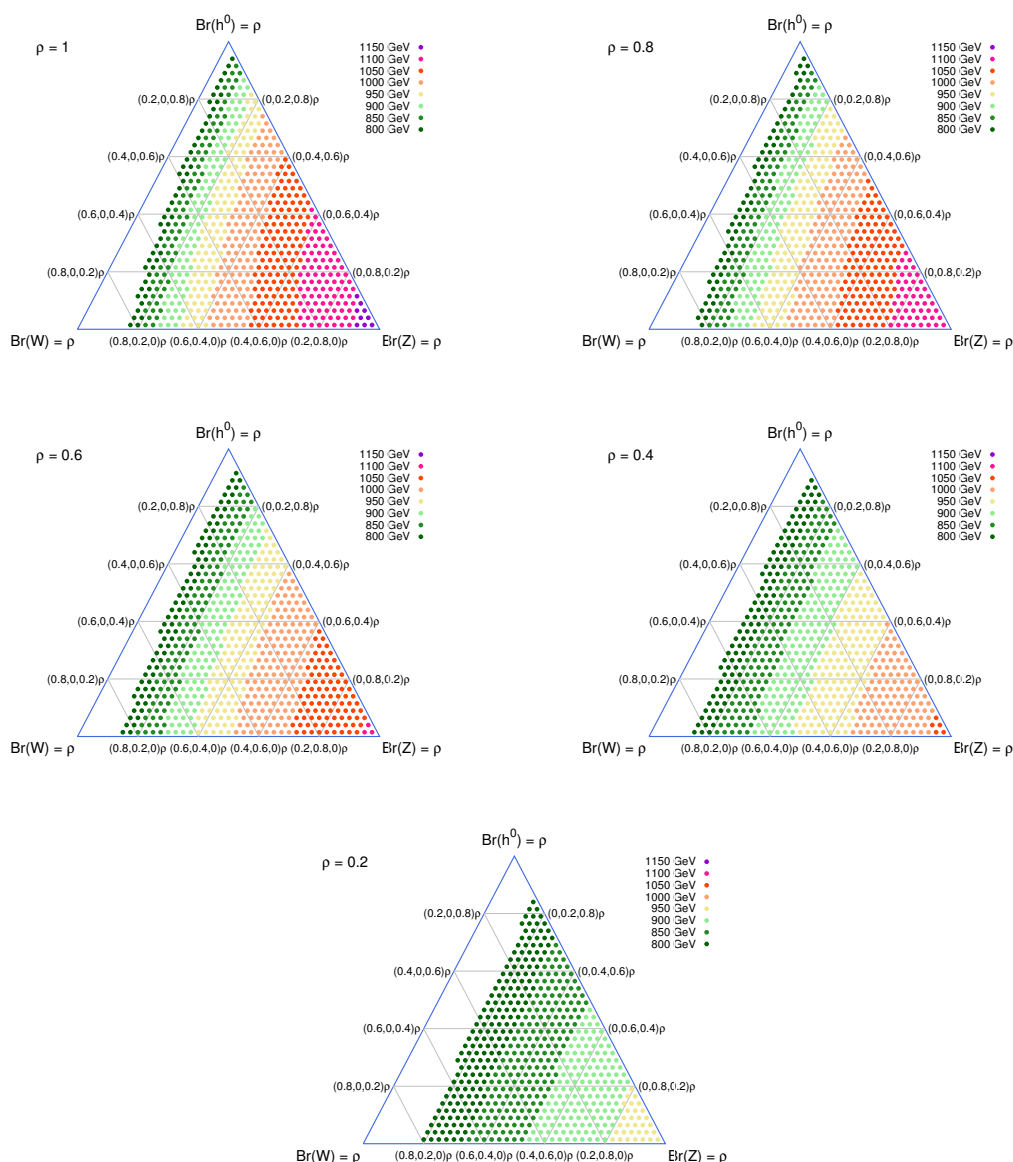 Br(h⁰) = ρ
ρ = 1
1150 GeV
1100 GeV
1050 GeV
1000 GeV
950 GeV
900 GeV
850 GeV
800 GeV
(0.2,0,0.8)ρ
(0,0.2,0.8)ρ
(0.4,0,0.6)ρ
(0,0.4,0.6)ρ
(0.6,0,0.4)ρ
(0,0.6,0.4)ρ
(0.8,0,0.2)ρ
(0,0.8,0.2)ρ
Br(W) = ρ
(0.8,0.2,0)ρ (0.6,0.4,0)ρ (0.4,0.6,0)ρ (0.2,0.8,0)ρ
Br(Z) = ρ
Br(h⁰) = ρ
ρ = 0.8
1150 GeV
1100 GeV
1050 GeV
1000 GeV
950 GeV
900 GeV
850 GeV
800 GeV
(0.2,0,0.8)ρ
(0,0.2,0.8)ρ
(0.4,0,0.6)ρ
(0,0.4,0.6)ρ
(0.6,0,0.4)ρ
(0,0.6,0.4)ρ
(0.8,0,0.2)ρ
(0,0.8,0.2)ρ
Br(W) = ρ
(0.8,0.2,0)ρ (0.6,0.4,0)ρ (0.4,0.6,0)ρ (0.2,0.8,0)ρ
Br(Z) = ρ
Br(h⁰) = ρ
ρ = 0.6
1150 GeV
1100 GeV
1050 GeV
1000 GeV
950 GeV
900 GeV
850 GeV
800 GeV
(0.2,0,0.8)ρ
(0,0.2,0.8)ρ
(0.4,0,0.6)ρ
(0,0.4,0.6)ρ
(0.6,0,0.4)ρ
(0,0.6,0.4)ρ
(0.8,0,0.2)ρ
(0,0.8,0.2)ρ
Br(W) = ρ
(0.8,0.2,0)ρ (0.6,0.4,0)ρ (0.4,0.6,0)ρ (0.2,0.8,0)ρ
Br(Z) = ρ
Br(h⁰) = ρ
ρ = 0.4
1150 GeV
1100 GeV
1050 GeV
1000 GeV
950 GeV
900 GeV
850 GeV
800 GeV
(0.2,0,0.8)ρ
(0,0.2,0.8)ρ
(0.4,0,0.6)ρ
(0,0.4,0.6)ρ
(0.6,0,0.4)ρ
(0,0.6,0.4)ρ
(0.8,0,0.2)ρ
(0,0.8,0.2)ρ
Br(W) = ρ
(0.8,0.2,0)ρ (0.6,0.4,0)ρ (0.4,0.6,0)ρ (0.2,0.8,0)ρ
Br(Z) = ρ
Br(h⁰) = ρ
ρ = 0.2
1150 GeV
1100 GeV
1050 GeV
1000 GeV
950 GeV
900 GeV
850 GeV
800 GeV
(0.2,0,0.8)ρ
(0,0.2,0.8)ρ
(0.4,0,0.6)ρ
(0,0.4,0.6)ρ
(0.6,0,0.4)ρ
(0,0.6,0.4)ρ
(0.8,0,0.2)ρ
(0,0.8,0.2)ρ
Br(W) = ρ
(0.8,0.2,0)ρ (0.6,0.4,0)ρ (0.4,0.6,0)ρ (0.2,0.8,0)ρ
Br(Z) = ρ